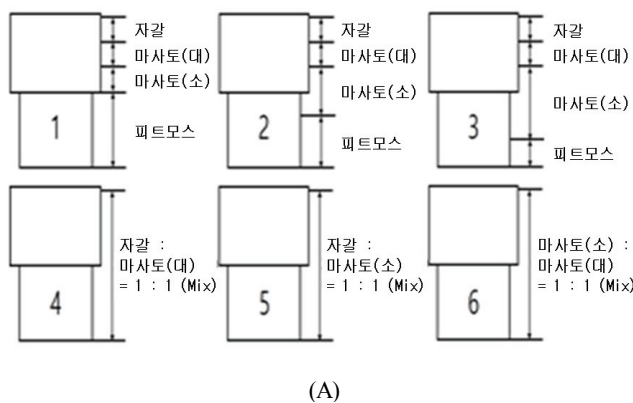 자갈
마사토(대)
마사토(소)
피트모스
1
자갈
마사토(대)
마사토(소)
피트모스
2
자갈
마사토(대)
마사토(소)
피트모스
3
자갈 :
마사토(대)
= 1 : 1 (Mix)
4
자갈 :
마사토(소)
= 1 : 1 (Mix)
5
마사토(소) :
마사토(대)
= 1 : 1 (Mix)
6
(A)